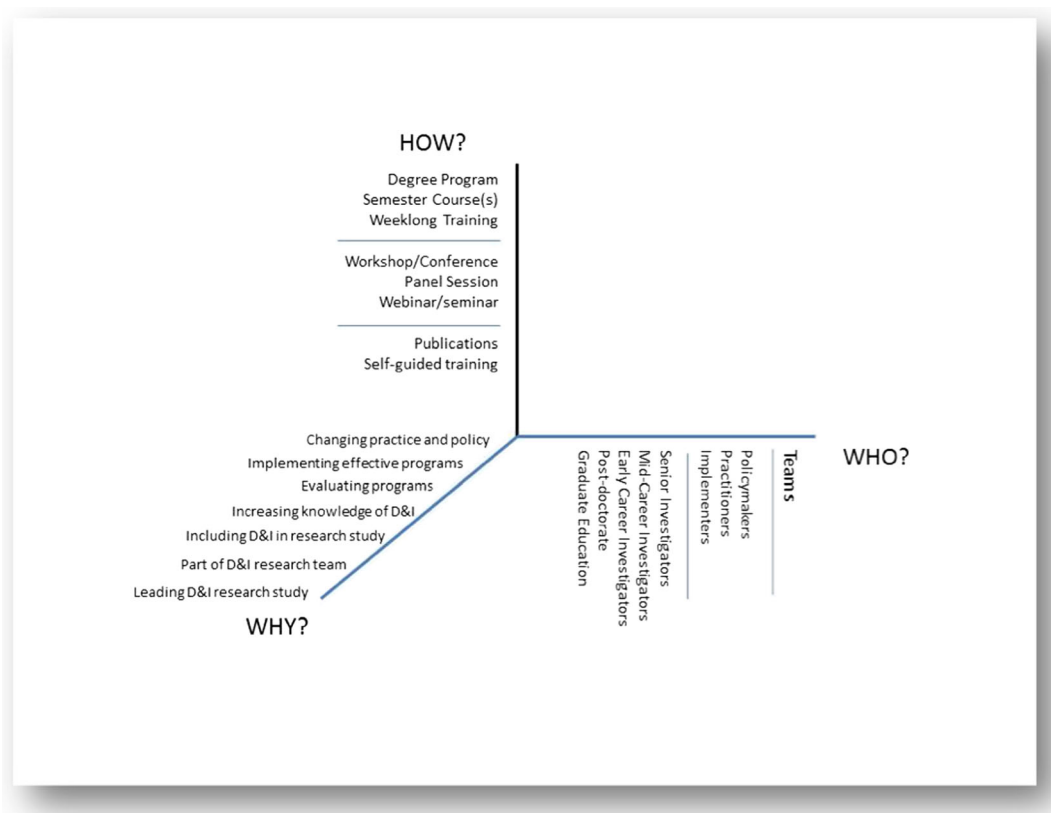 HOW?
Degree Program
Semester Course(s)
Weeklong Training
Workshop/Conference
Panel Session
Webinar/seminar
Publications
Self-guided training
Changing practice and policy
Implementing effective programs
Evaluating programs
Increasing knowledge of D&I
Including D&I in research study
Part of D&I research team
Leading D&I research study
WHY?
Graduate Education
Post-doctorate
Early Career Investigators
Mid-Career Investigators
Senior Investigators
Implementers
Practitioners
Policymakers
Teams
WHO?